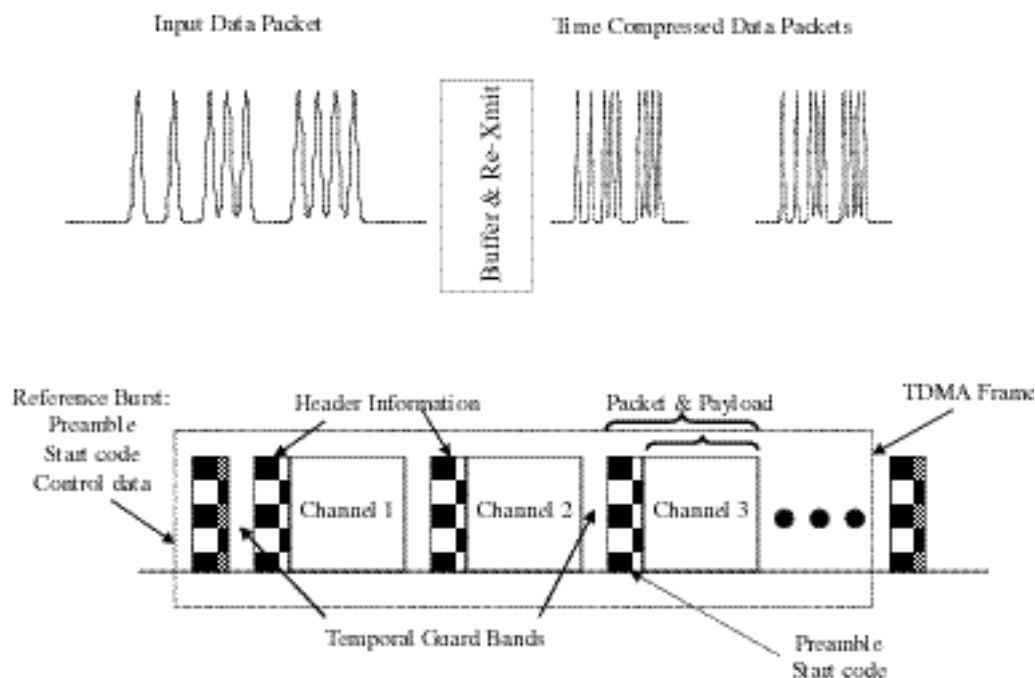 Input Data Packet
Time Compressed Data Packets
Buffer & Re-Xmit
Reference Burst:
Preamble
Start code
Control data
Header Information
Packet & Payload
TDMA Frame
Channel 1
Channel 2
Channel 3
Temporal Guard Bands
Preamble
Start code